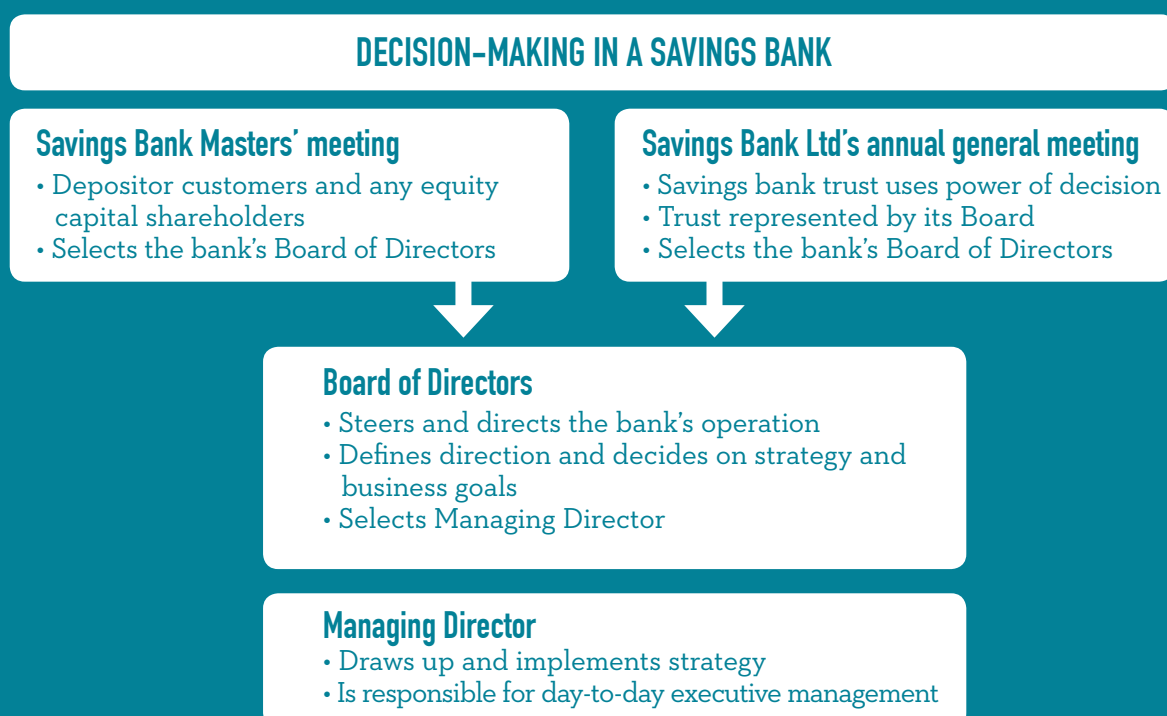 DECISION-MAKING IN A SAVINGS BANK
Savings Bank Masters’ meeting
• Depositor customers and any equity
capital shareholders
• Selects the bank’s Board of Directors
Savings Bank Ltd’s annual general meeting
• Savings bank trust uses power of decision
• Trust represented by its Board
• Selects the bank’s Board of Directors
Board of Directors
• Steers and directs the bank’s operation
• Defines direction and decides on strategy and
business goals
• Selects Managing Director
Managing Director
• Draws up and implements strategy
• Is responsible for day-to-day executive management